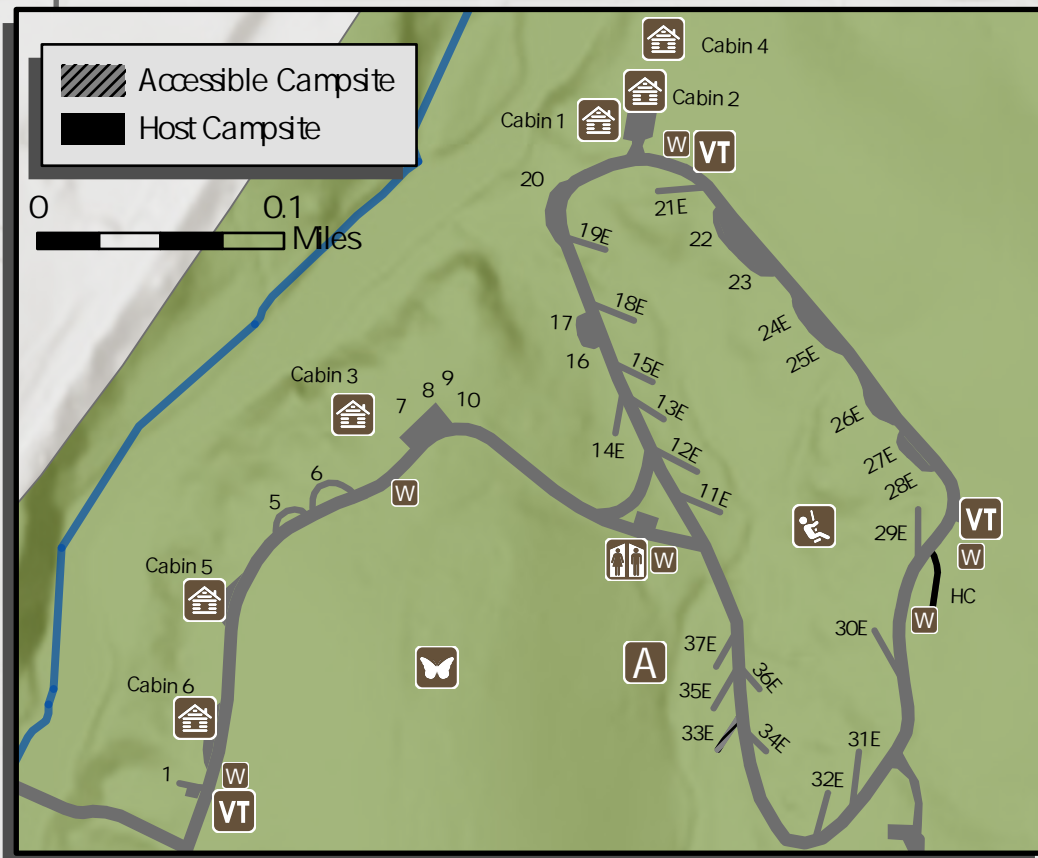 Accessible Campsite
Host Campsite
0 0.1
Miles
Cabin 4
Cabin 2
Cabin 1
W VT
20
21E
22
19E
23
18E
17
24E
16
25E
15E
Cabin 3
9
8
10
7
13E
26E
14E
12E
27E
6
28E
W
11E
5
VT
29E
W
W
Cabin 5
HC
W
30E
37E
A
36E
Cabin 6
35E
33E
34E
31E
1
W
32E
VT